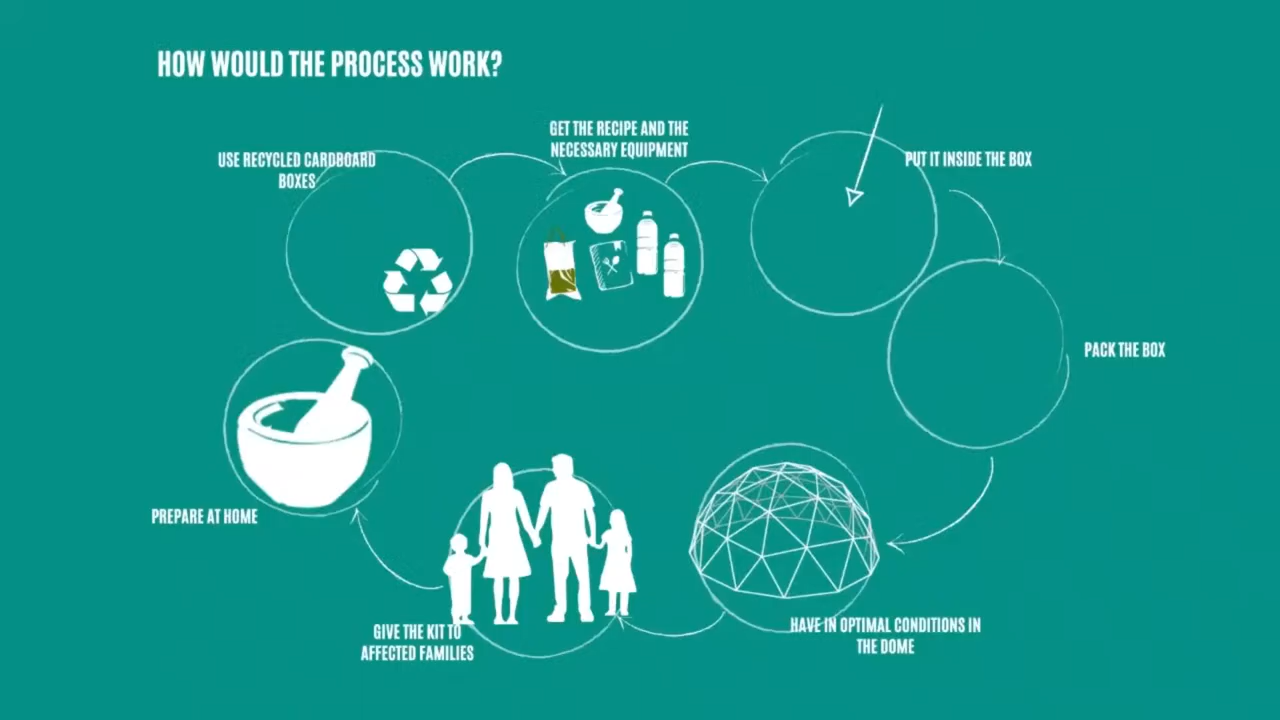 HOW WOULD THE PROCESS WORK?
USE RECYCLED CARDBOARD
BOXES
GET THE RECIPE AND THE
NECESSARY EQUIPMENT
PUT IT INSIDE THE BOX
PACK THE BOX
HAVE IN OPTIMAL CONDITIONS IN
THE DOME
GIVE THE KIT TO
AFFECTED FAMILIES
PREPARE AT HOME